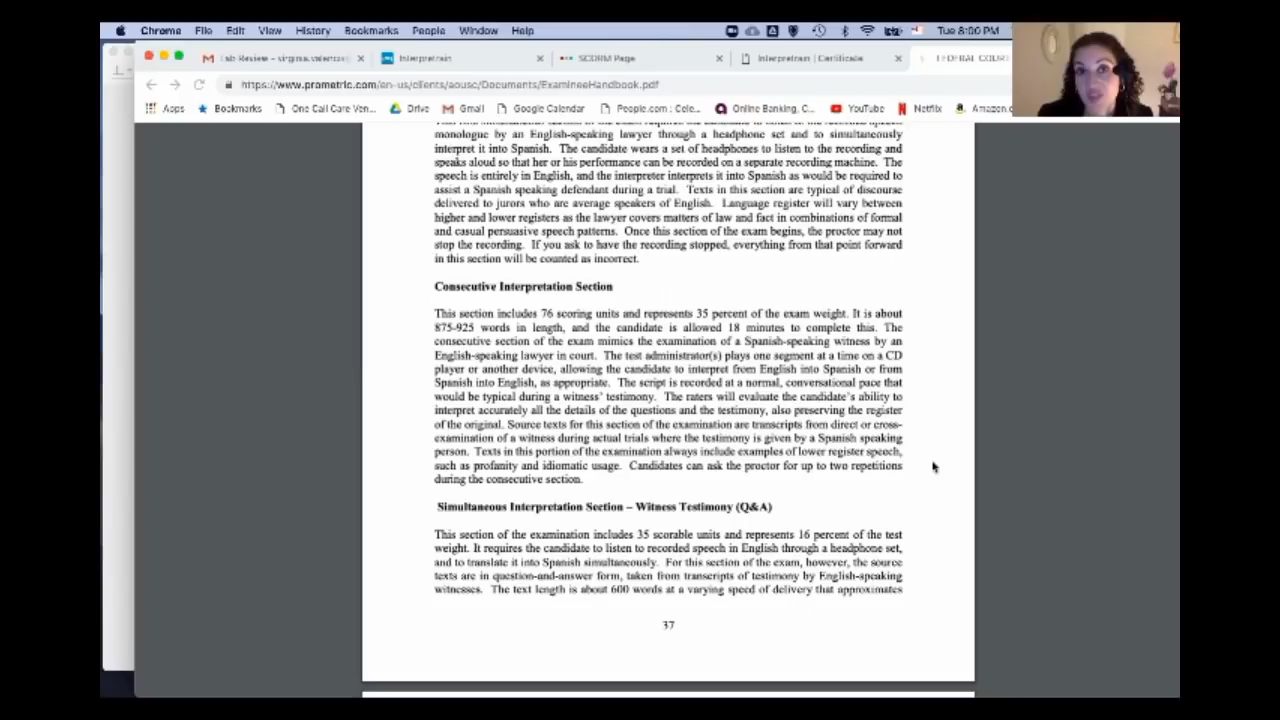 Chrome File Edit View History Bookmarks People Window Help Tue 8:00 PM
Lab Review - virginia.valencia Interpretrain SCORM Page Interpretrain | Certificate FEDERAL COURT
https://www.prometric.com/en-us/clients/aousc/Documents/ExamineeHandbook.pdf
Apps Bookmarks One Call Care Ven... Drive Gmail Google Calendar People.com : Cele... Online Banking, C... YouTube Netflix Amazon.c
monologue by an English-speaking lawyer through a headphone set and to simultaneously
interpret it into Spanish. The candidate wears a set of headphones to listen to the recording and
speaks aloud so that her or his performance can be recorded on a separate recording machine. The
speech is entirely in English, and the interpreter interprets it into Spanish as would be required to
assist a Spanish speaking defendant during a trial. Texts in this section are typical of discourse
delivered to jurors who are average speakers of English. Language register will vary between
higher and lower registers as the lawyer covers matters of law and fact in combinations of formal
and casual persuasive speech patterns. Once this section of the exam begins, the proctor may not
stop the recording. If you ask to have the recording stopped, everything from that point forward
in this section will be counted as incorrect.
Consecutive Interpretation Section
This section includes 76 scoring units and represents 35 percent of the exam weight. It is about
875-925 words in length, and the candidate is allowed 18 minutes to complete this. The
consecutive section of the exam mimics the examination of a Spanish-speaking witness by an
English-speaking lawyer in court. The test administrator(s) plays one segment at a time on a CD
player or another device, allowing the candidate to interpret from English into Spanish or from
Spanish into English, as appropriate. The script is recorded at a normal, conversational pace that
would be typical during a witness' testimony. The raters will evaluate the candidate's ability to
interpret accurately all the details of the questions and the testimony, also preserving the register
of the original. Source texts for this section of the examination are transcripts from direct or cross-
examination of a witness during actual trials where the testimony is given by a Spanish speaking
person. Texts in this portion of the examination always include examples of lower register speech,
such as profanity and idiomatic usage. Candidates can ask the proctor for up to two repetitions
during the consecutive section.
Simultaneous Interpretation Section – Witness Testimony (Q&A)
This section of the examination includes 35 scorable units and represents 16 percent of the test
weight. It requires the candidate to listen to recorded speech in English through a headphone set,
and to translate it into Spanish simultaneously. For this section of the exam, however, the source
texts are in question-and-answer form, taken from transcripts of testimony by English-speaking
witnesses. The text length is about 600 words at a varying speed of delivery that approximates
37